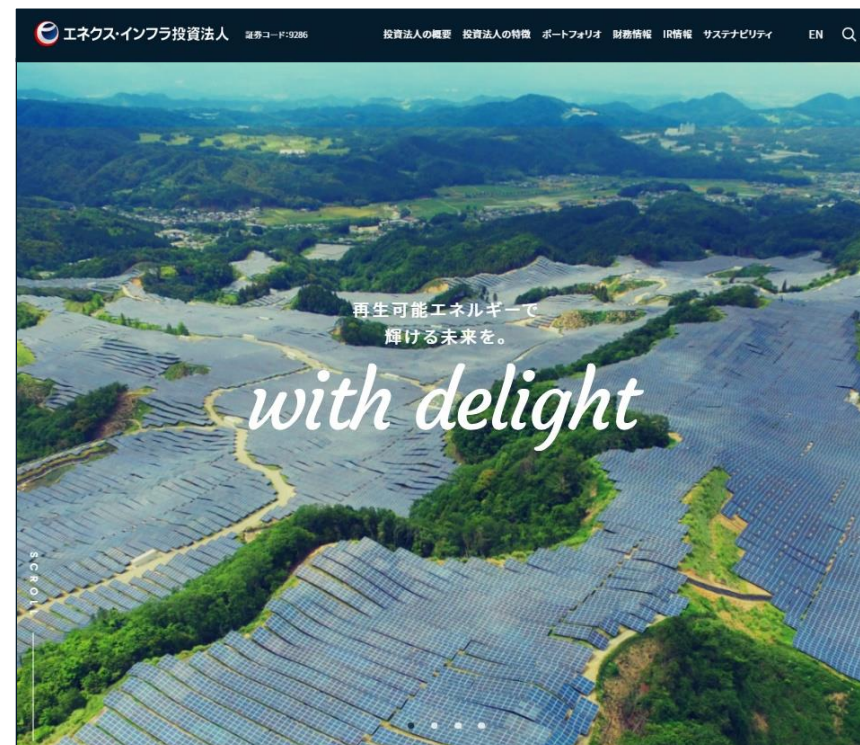 エネクス・インフラ投資法人 証券コード:9286 投資法人の概要 投資法人の特徴 ポートフォリオ 財務情報 IR情報 サステナビリティ EN
再生可能エネルギーで
輝ける未来を。
with delight
SCROLL